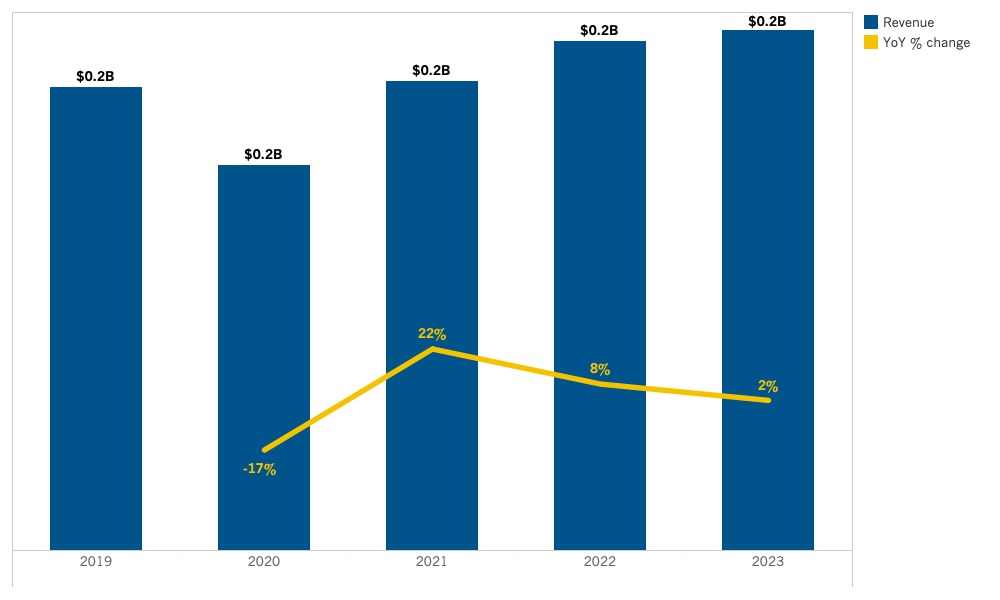 $0.2B
$0.2B
$0.2B
$0.2B
$0.2B
Revenue
YoY % change
22%
8%
2%
-17%
2019
2020
2021
2022
2023